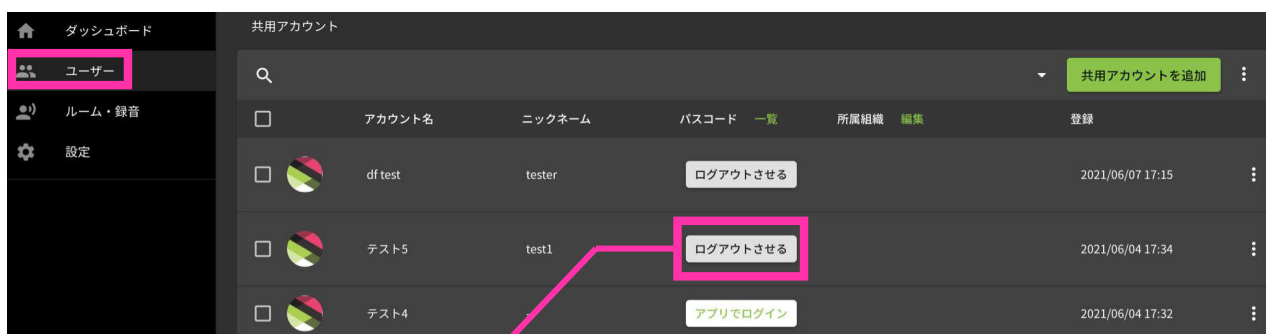 ダッシュボード
ユーザー
ルーム・録音
設定
共用アカウント
共用アカウントを追加
アカウント名 ニックネーム パスコード 一覧 所属組織 編集 登録
df test tester ログアウトさせる 2021/06/07 17:15
テスト5 test1 ログアウトさせる 2021/06/04 17:34
テスト4 - アプリでログイン 2021/06/04 17:32